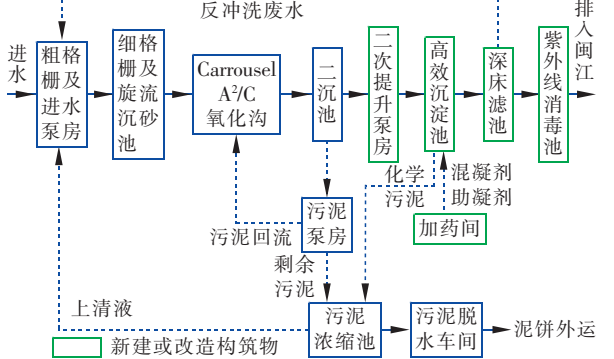 反冲洗废水
进
水
粗格
栅及
进水
泵房
细格
栅及
旋流
沉砂
池
Carrousel
A²/C
氧化沟
二
沉
池
二
次
提
升
泵
房
高
效
沉
淀
池
深
床
滤
池
紫
外
线
消
毒
池
排
入
闽
江
化学
污泥
混凝剂
助凝剂
加药间
污泥
泵房
污泥回流
剩余
污泥
上清液
污泥
浓缩池
污泥脱
水车间
泥饼外运
新建或改造构筑物